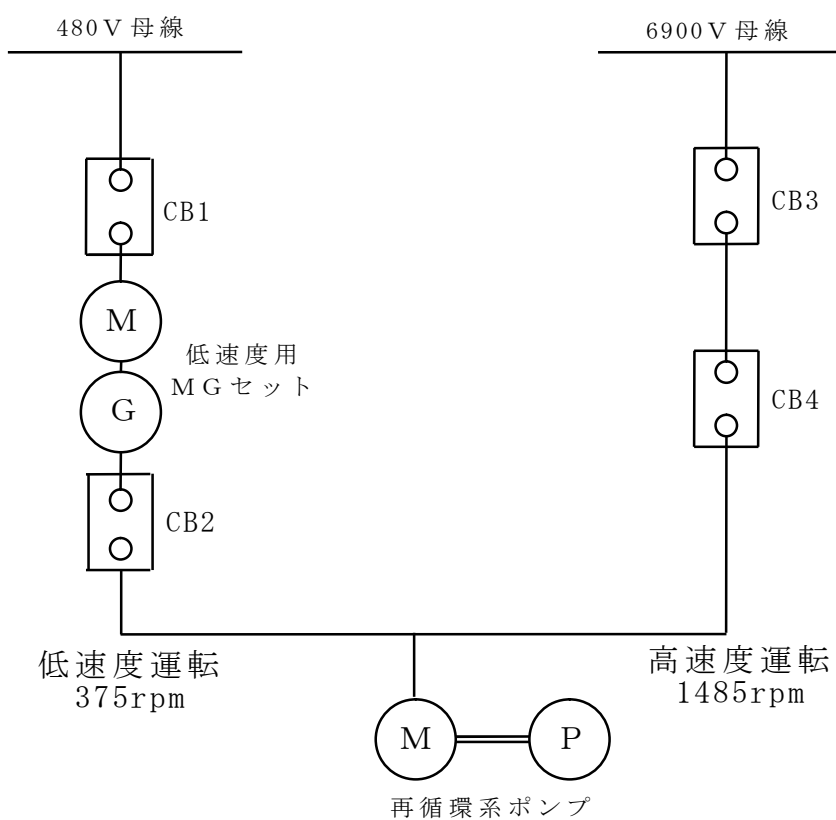 480V母線
6900V母線
CB1
CB3
M
低速度用
MGセット
G
CB4
CB2
低速度運転
375rpm
高速度運転
1485rpm
M
P
再循環系ポンプ